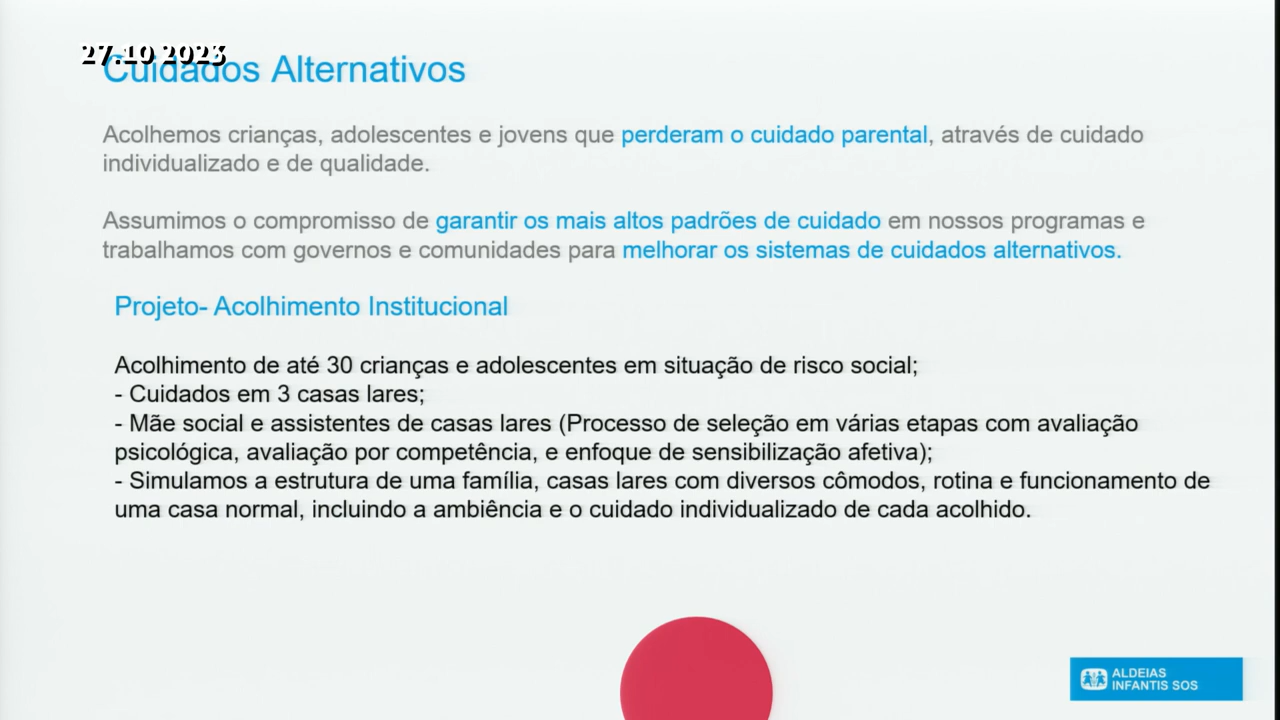 27.10 2023
Cuidados Alternativos
Acolhemos crianças, adolescentes e jovens que perderam o cuidado parental, através de cuidado
individualizado e de qualidade.
Assumimos o compromisso de garantir os mais altos padrões de cuidado em nossos programas e
trabalhamos com governos e comunidades para melhorar os sistemas de cuidados alternativos.
Projeto- Acolhimento Institucional
Acolhimento de até 30 crianças e adolescentes em situação de risco social;
- Cuidados em 3 casas lares;
- Mãe social e assistentes de casas lares (Processo de seleção em várias etapas com avaliação
psicológica, avaliação por competência, e enfoque de sensibilização afetiva);
- Simulamos a estrutura de uma família, casas lares com diversos cômodos, rotina e funcionamento de
uma casa normal, incluindo a ambiência e o cuidado individualizado de cada acolhido.
ALDEIAS
INFANTIS SOS